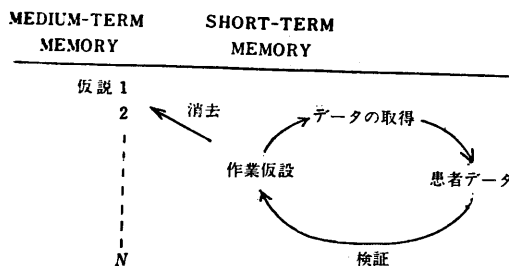 MEDIUM-TERM
MEMORY
SHORT-TERM
MEMORY
仮説 1
2
消去
データの取得
作業仮設
患者データ
検証
N